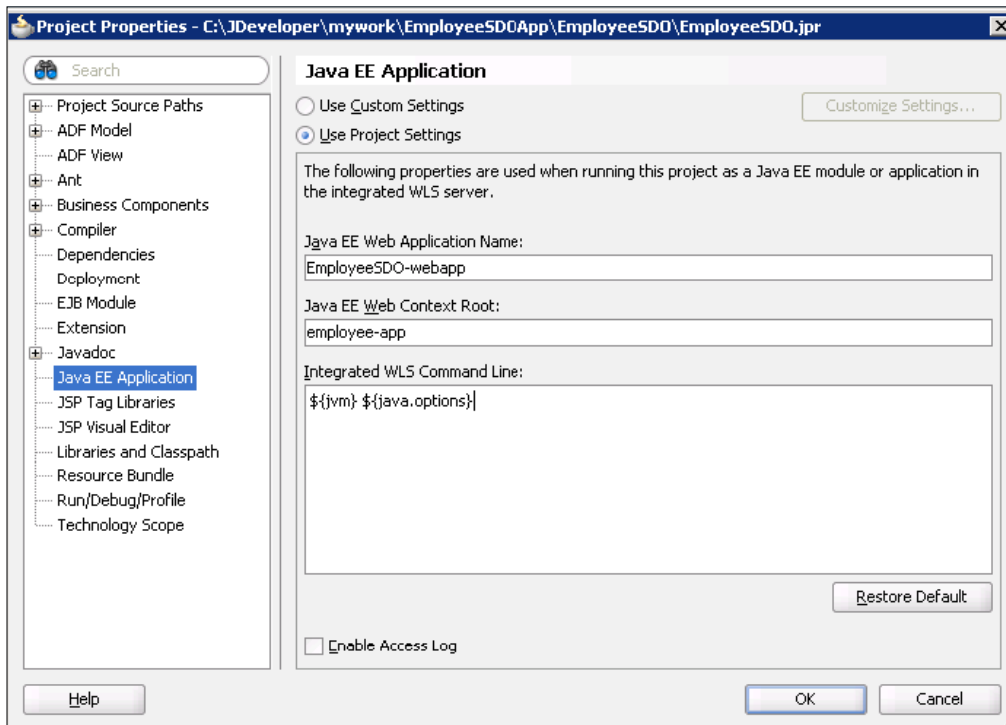 Project Properties - C:\JDeveloper\mywork\EmployeeSDOApp\EmployeeSDO\EmployeeSDO.jpr
Search
Project Source Paths
ADF Model
ADF View
Ant
Business Components
Compiler
Dependencies
Deployment
EJB Module
Extension
Javadoc
Java EE Application
JSP Tag Libraries
JSP Visual Editor
Libraries and Classpath
Resource Bundle
Run/Debug/Profile
Technology Scope
Java EE Application
Use Custom Settings
Customize Settings...
Use Project Settings
The following properties are used when running this project as a Java EE module or application in
the integrated WLS server.
Java EE Web Application Name:
EmployeeSDO-webapp
Java EE Web Context Root:
employee-app
Integrated WLS Command Line:
${jvm} ${java.options}
Restore Default
Enable Access Log
Help
OK
Cancel